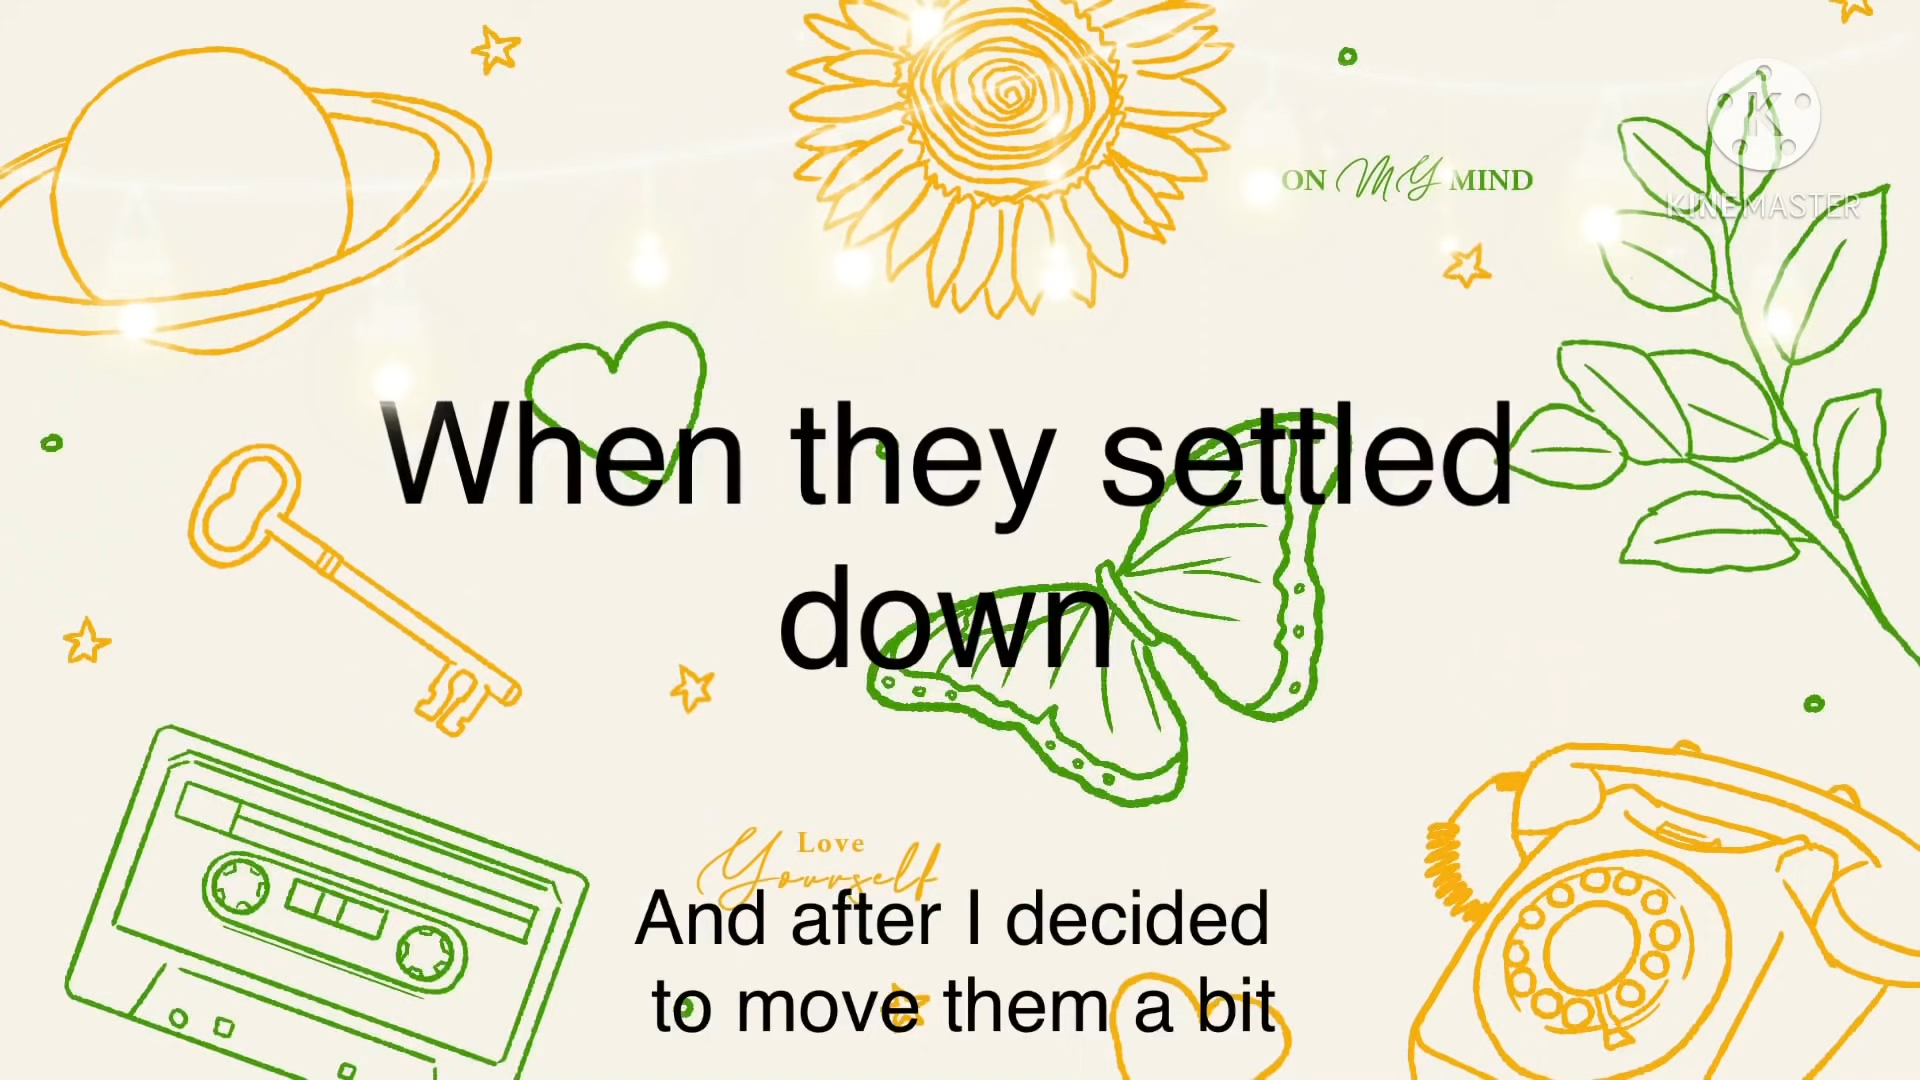 ON MY MIND
KINEMASTER
When they settled
down
Love
Yourself
And after I decided
to move them a bit